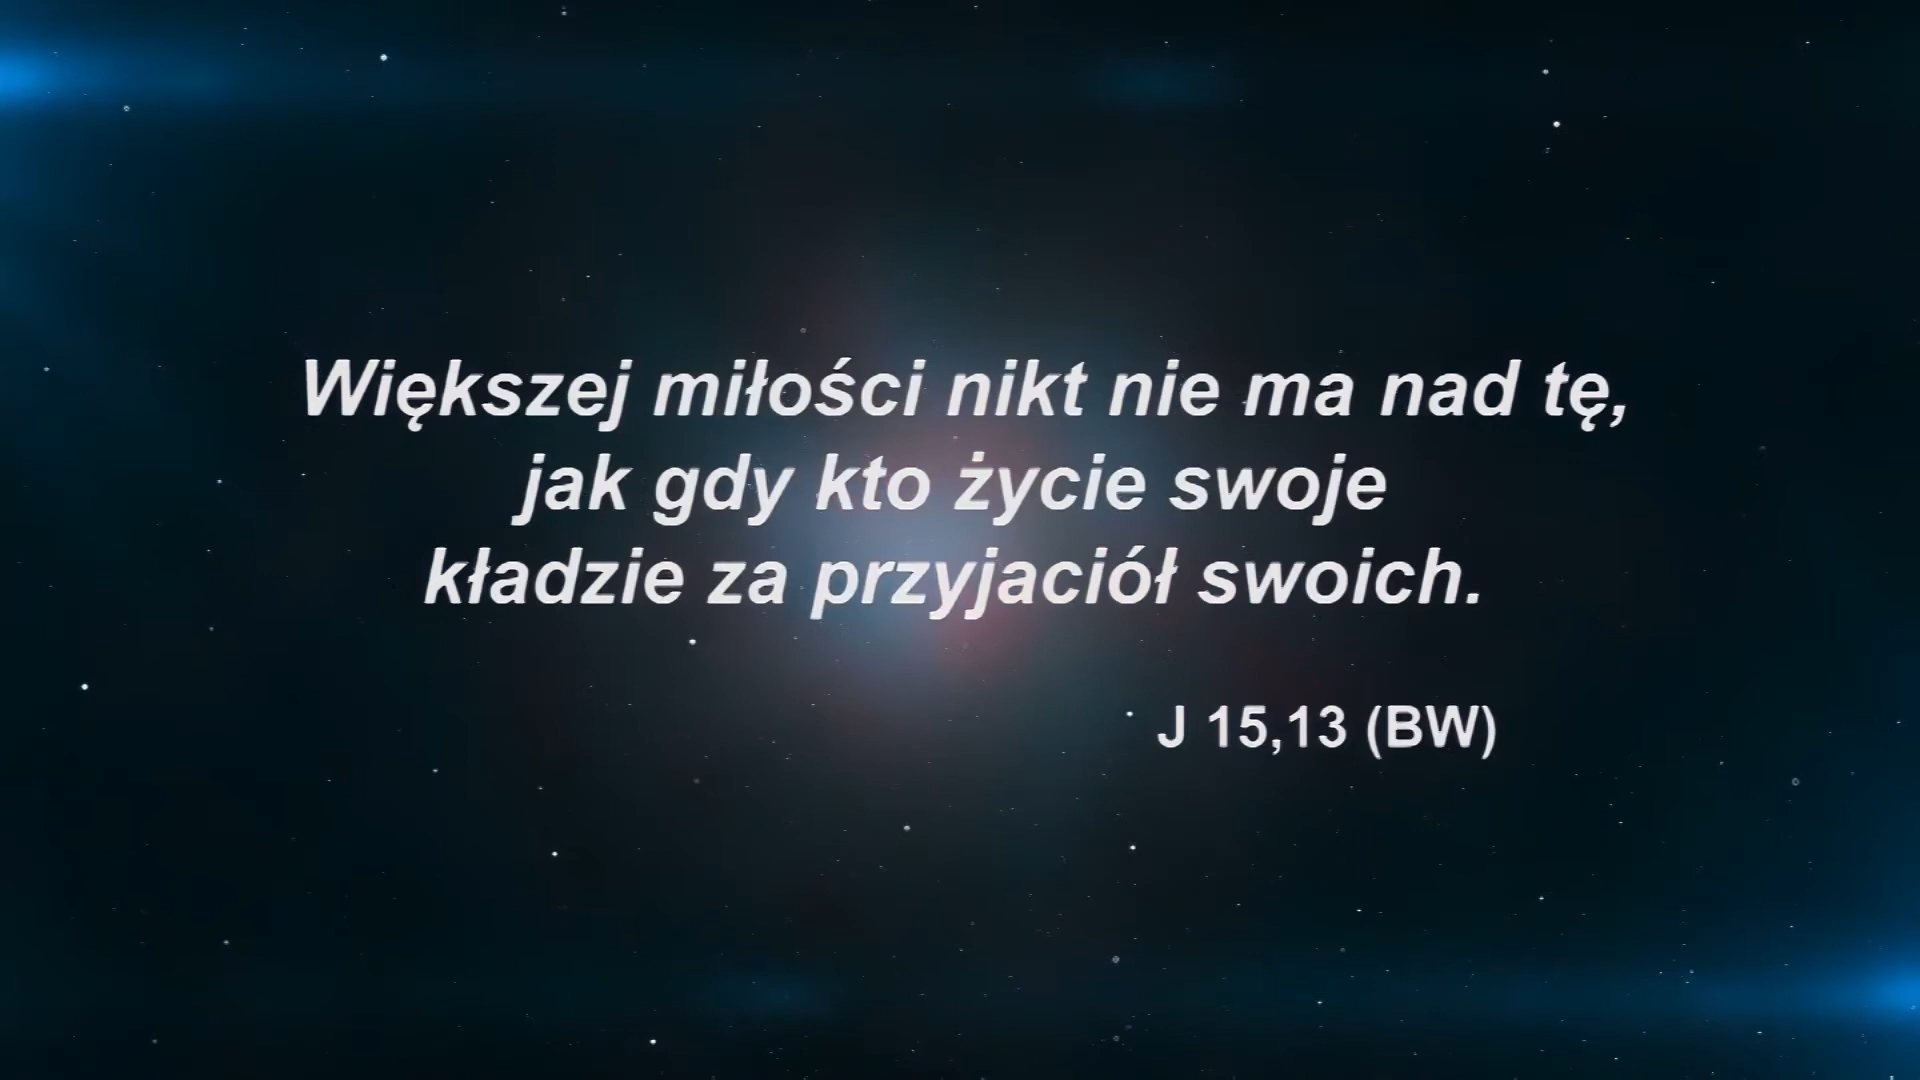 Większej miłości nikt nie ma nad tę,
jak gdy kto życie swoje
kładzie za przyjaciół swoich.
J 15,13 (BW)